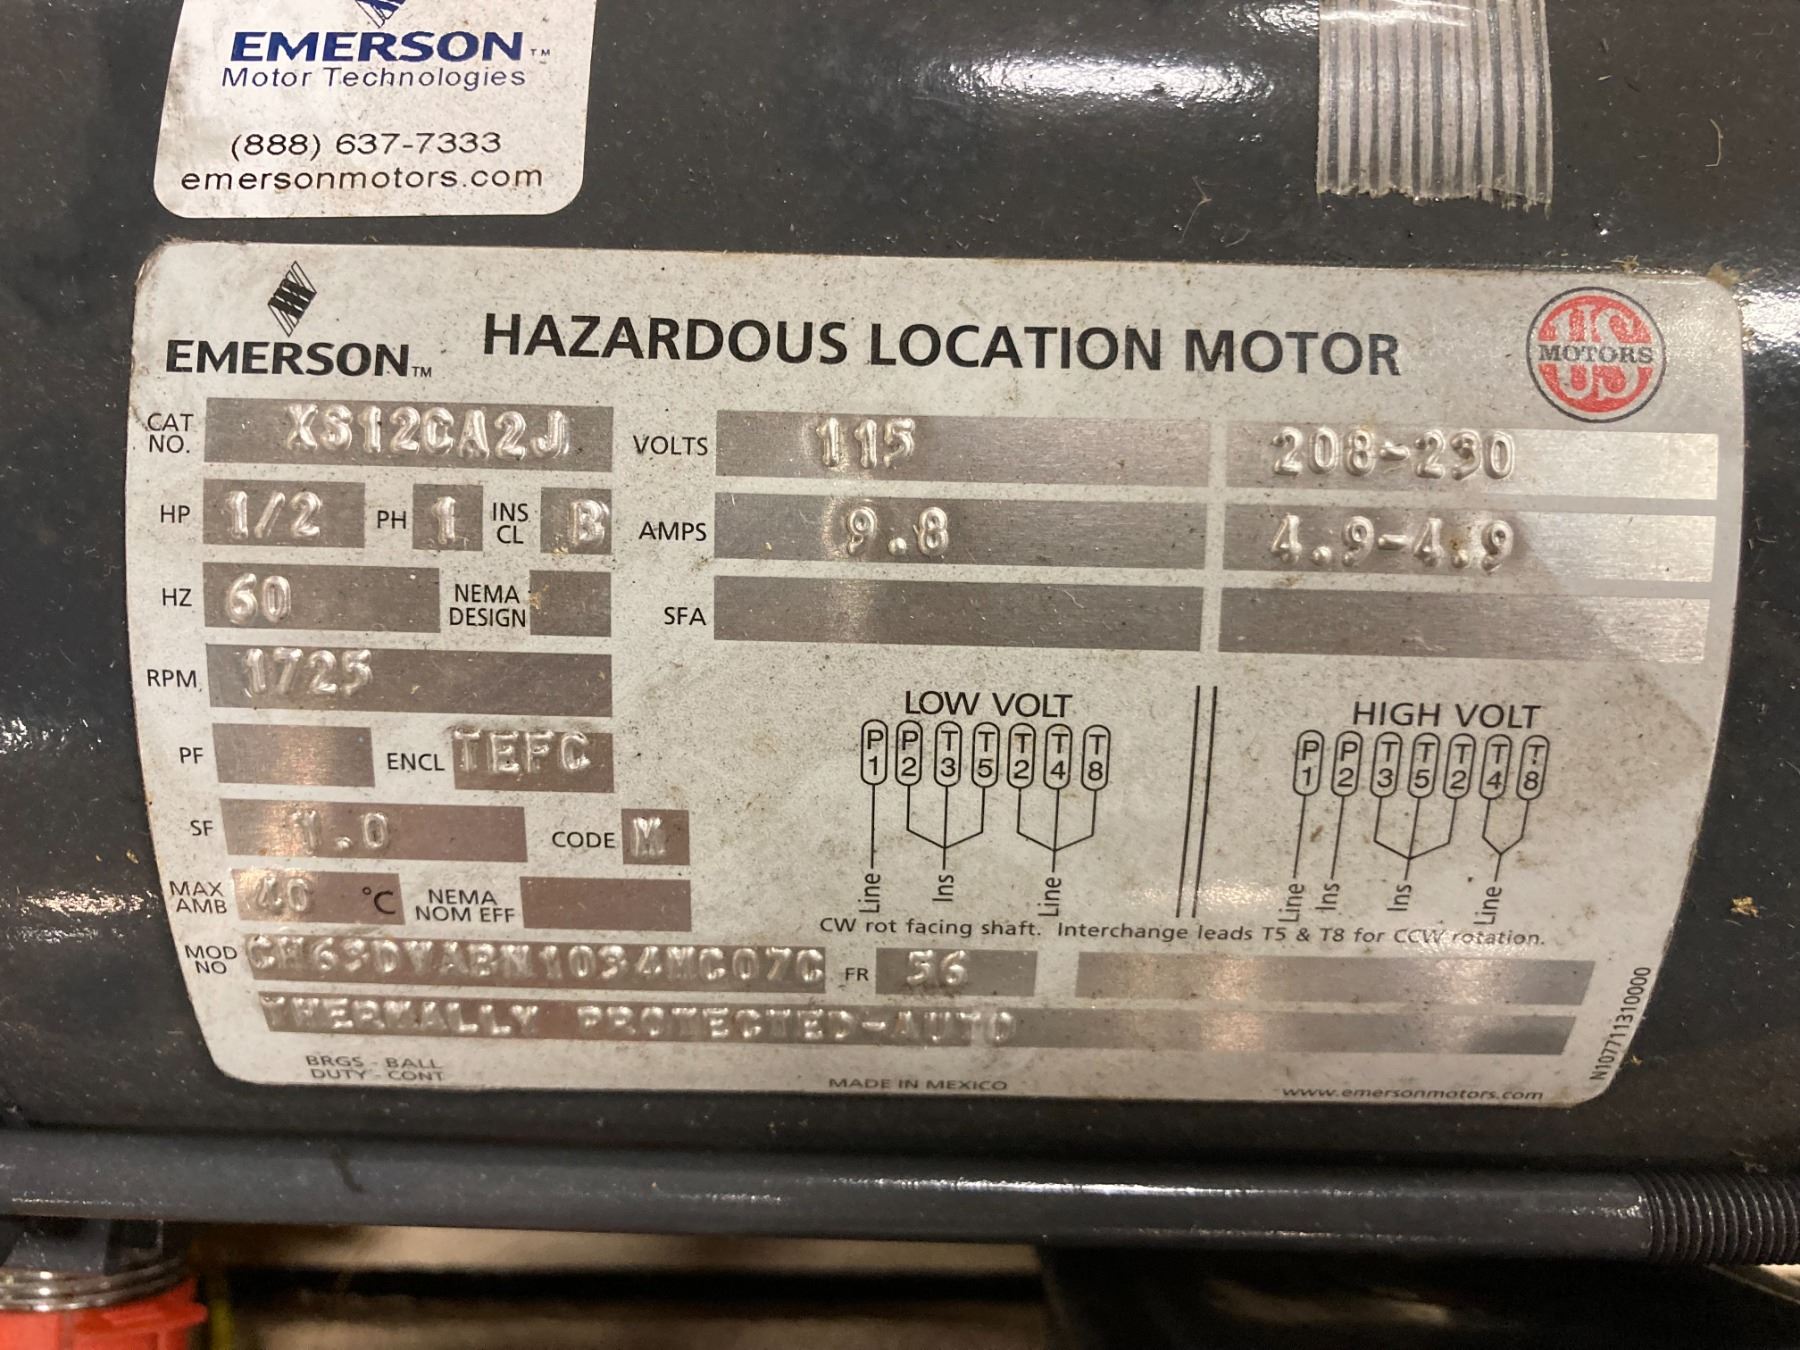 EMERSON™
Motor Technologies
(888) 637-7333
emersonmotors.com
EMERSON™
HAZARDOUS LOCATION MOTOR
US MOTORS
CAT NO. XS12CA2J VOLTS 115 208-230
HP 1/2 PH 1 INS CL B AMPS 9.8 4.9-4.9
HZ 60 NEMA DESIGN SFA
RPM 1725
PF ENCL TEFC
SF 1.0 CODE M
MAX AMB 40 °C NEMA NOM EFF
LOW VOLT
P1 P2 T3 T5 T2 T4 T8
Line Ins Line
HIGH VOLT
P1 P2 T3 T5 T2 T4 T8
Line Ins Ins Line
CW rot facing shaft. Interchange leads T5 & T8 for CCW rotation.
MOD NO FR 56
THERMALLY PROTECTED-AUTO
BRGS - BALL
DUTY - CONT
MADE IN MEXICO
www.emersonmotors.com
N107711310000